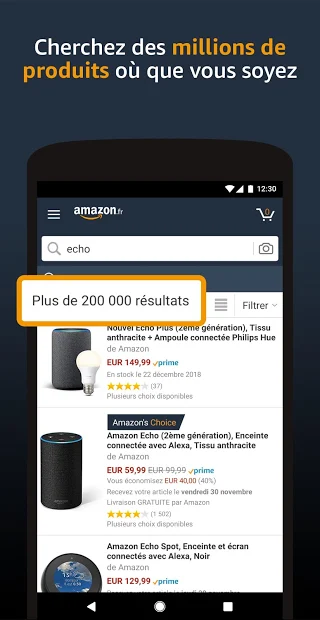 Cherchez des millions de
produits où que vous soyez
12:30
amazon.fr
0
echo
Plus de 200 000 résultats
Filtrer
Nouvel Echo Plus (2ème génération), Tissu
anthracite + Ampoule connectée Philips Hue
de Amazon
EUR 149,99 prime
En stock le 22 décembre 2018
(37)
Plusieurs choix disponibles
Amazon's Choice
Amazon Echo (2ème génération), Enceinte
connectée avec Alexa, Tissu anthracite
de Amazon
EUR 59,99 EUR 99,99 prime
Vous économisez EUR 40,00 (40%)
Recevez votre article le vendredi 30 novembre
Livraison GRATUITE par Amazon
(1 502)
Plusieurs choix disponibles
Amazon Echo Spot, Enceinte et écran
connectés avec Alexa, Noir
de Amazon
EUR 129,99 prime